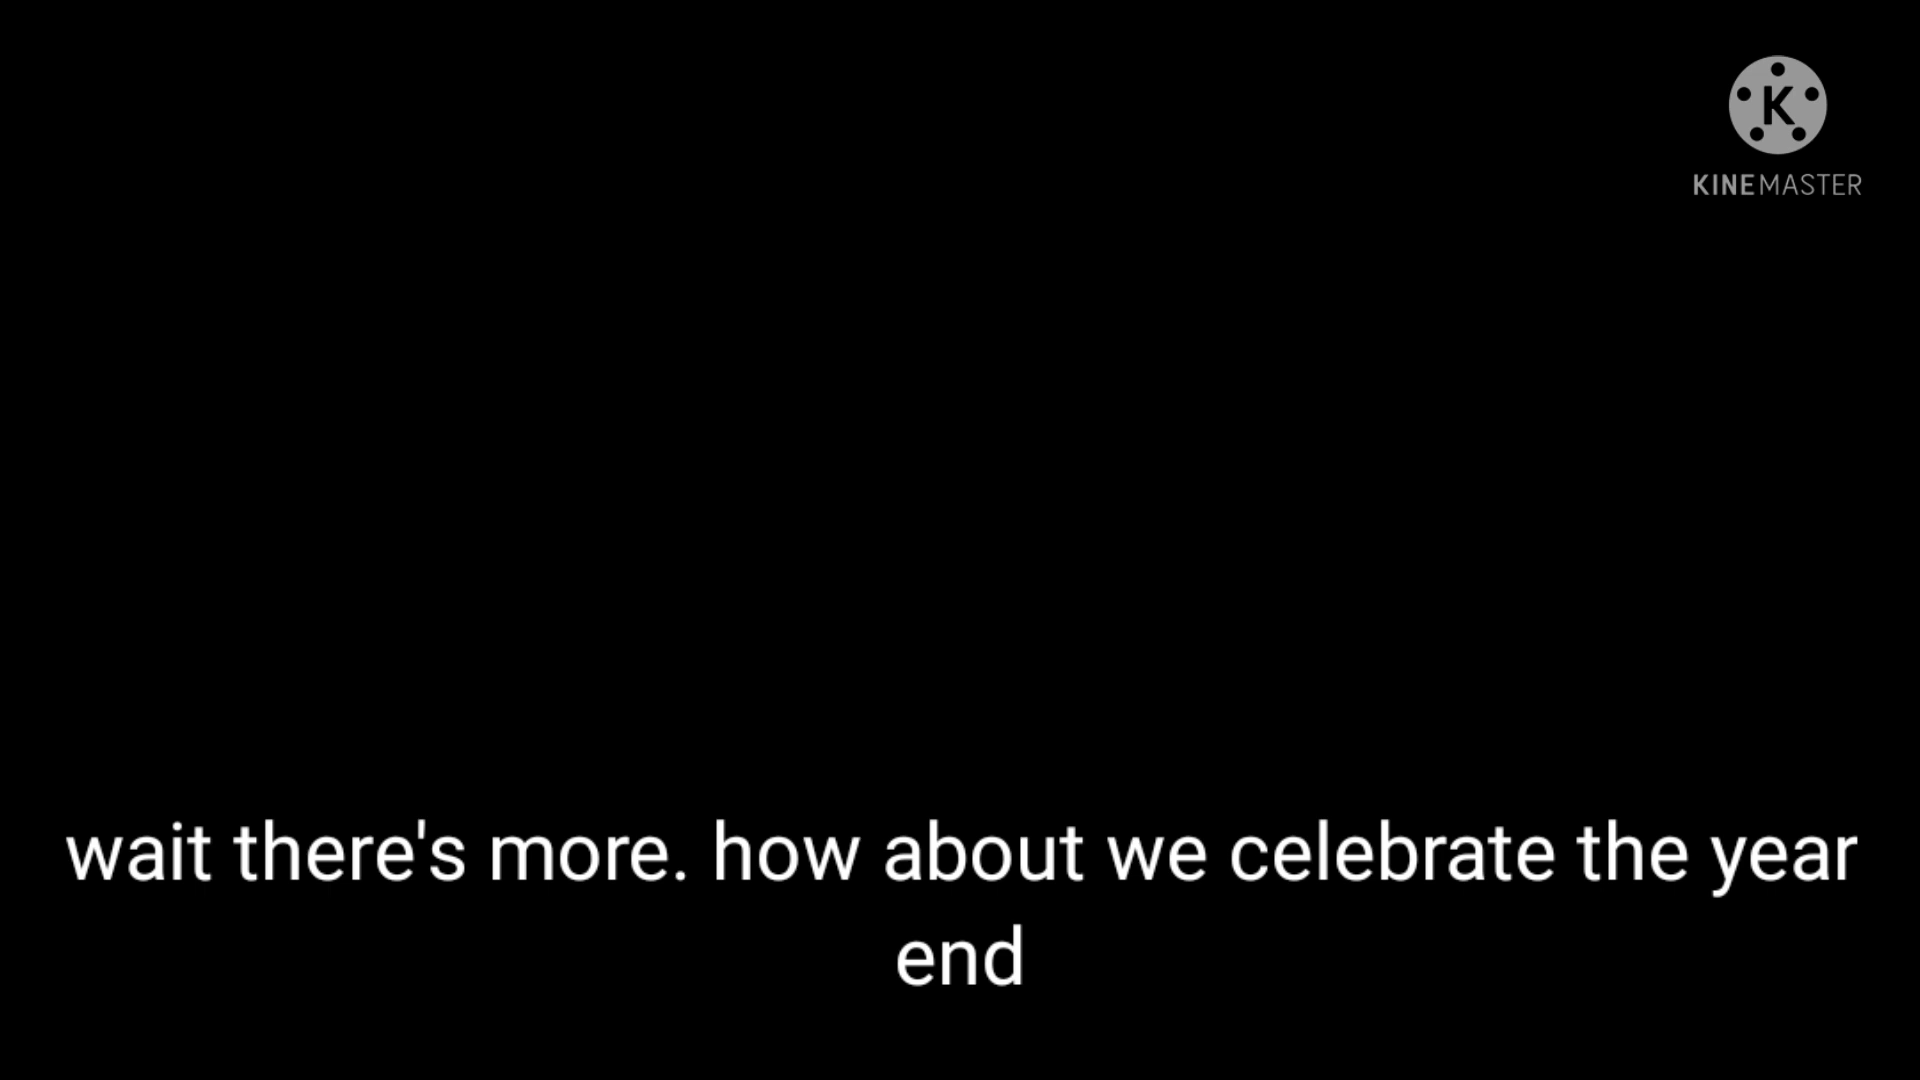 K
KINEMASTER
wait there's more. how about we celebrate the year
end